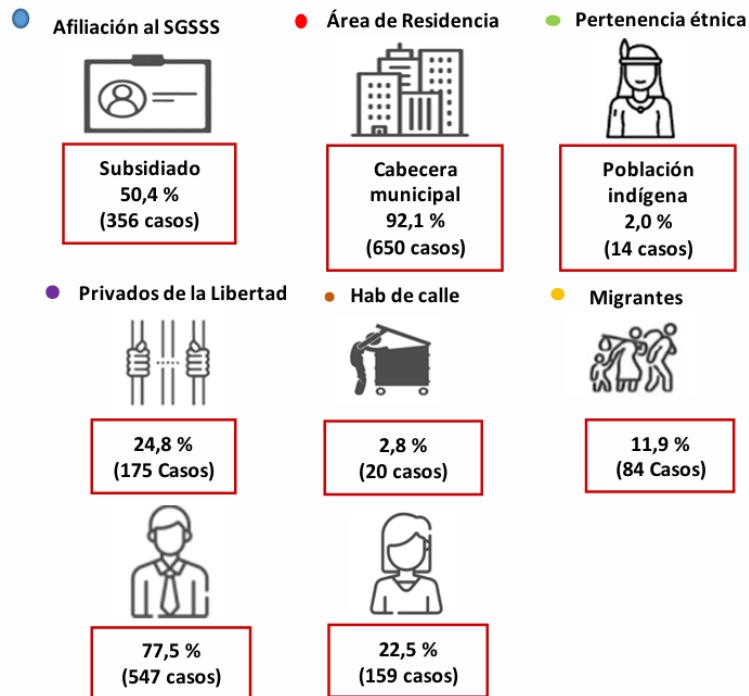 Afiliación al SGSSS
Área de Residencia
Pertenencia étnica
Subsidiado
50,4 %
(356 casos)
Cabecera
municipal
92,1 %
(650 casos)
Población
indígena
2,0 %
(14 casos)
Privados de la Libertad
Hab de calle
Migrantes
24,8 %
(175 Casos)
2,8 %
(20 casos)
11,9 %
(84 Casos)
77,5 %
(547 casos)
22,5 %
(159 casos)